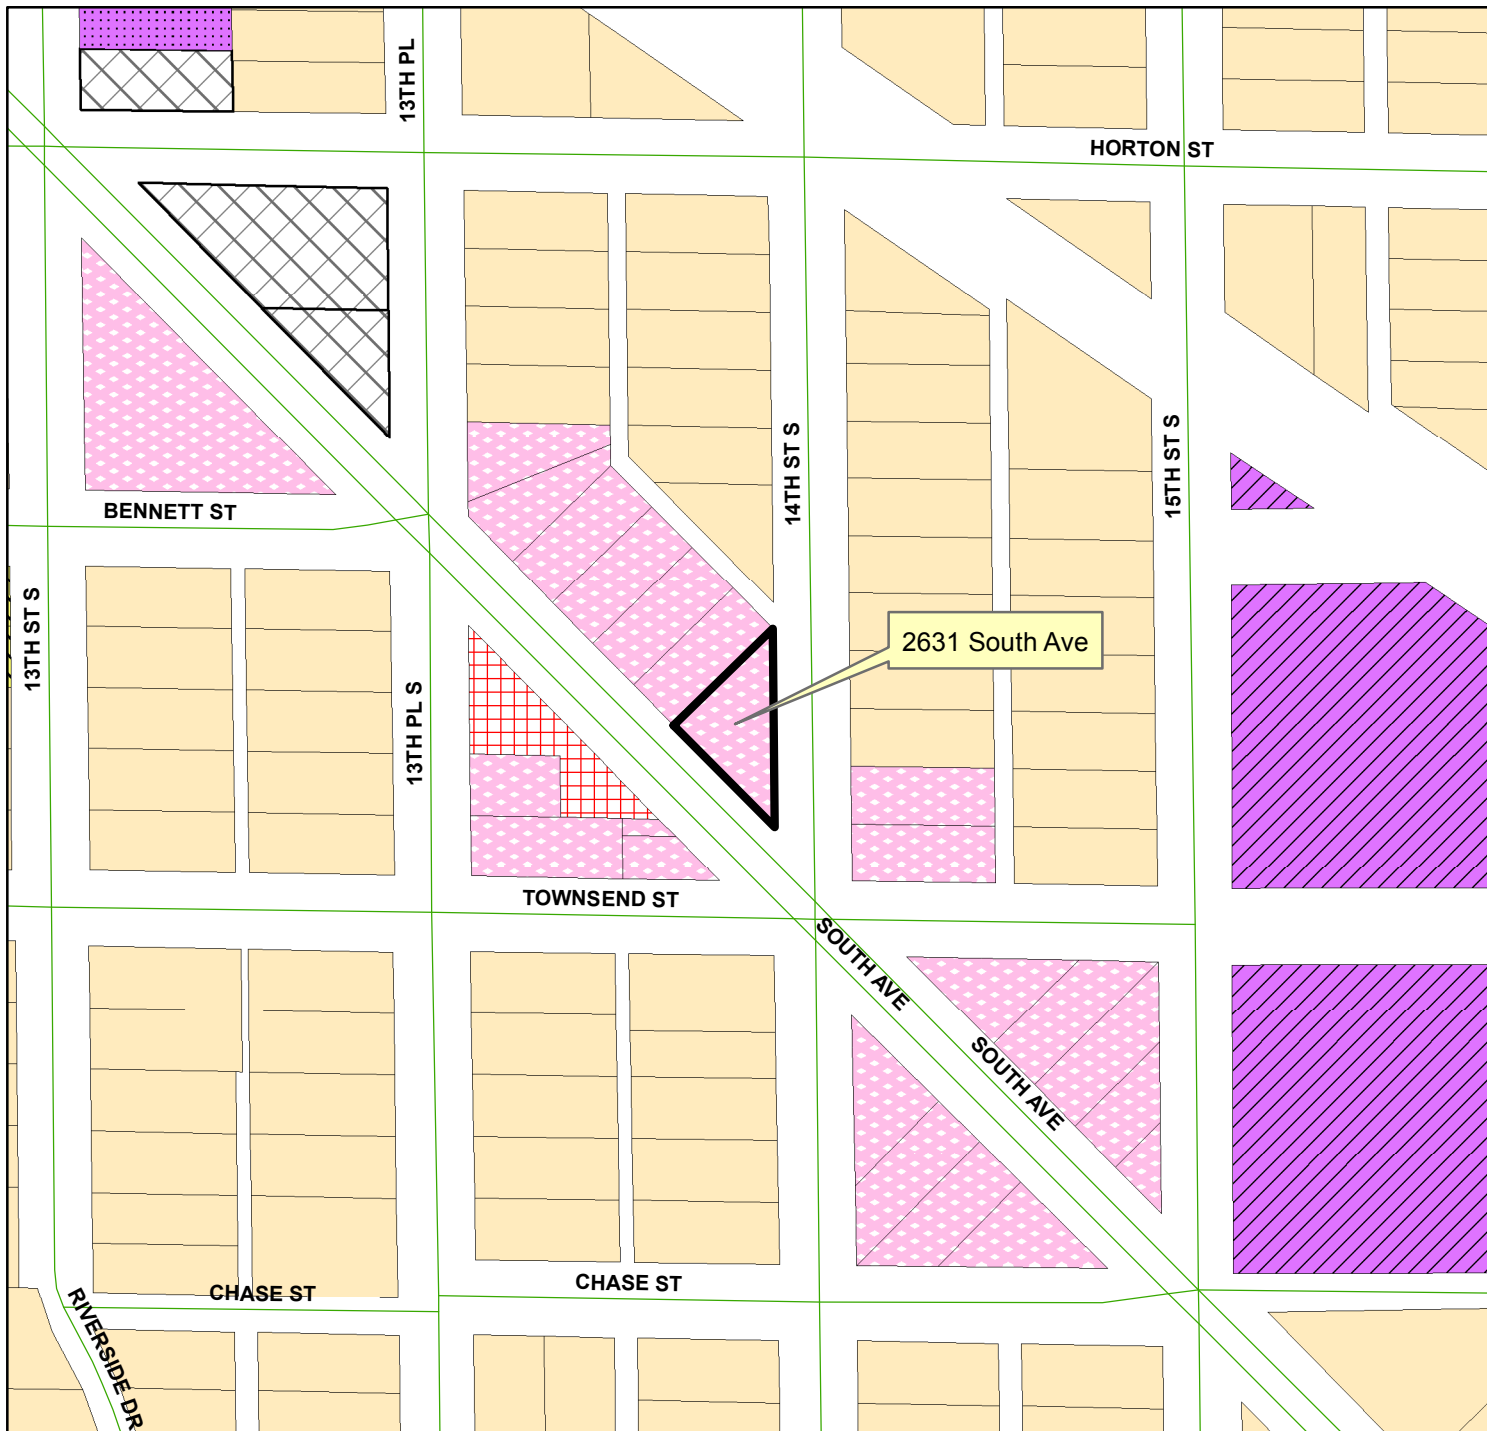 13TH PL
HORTON ST
14TH ST S
15TH ST S
BENNETT ST
13TH ST S
2631 South Ave
13TH PL S
TOWNSEND ST
SOUTH AVE
SOUTH AVE
CHASE ST
CHASE ST
RIVERSIDE DR